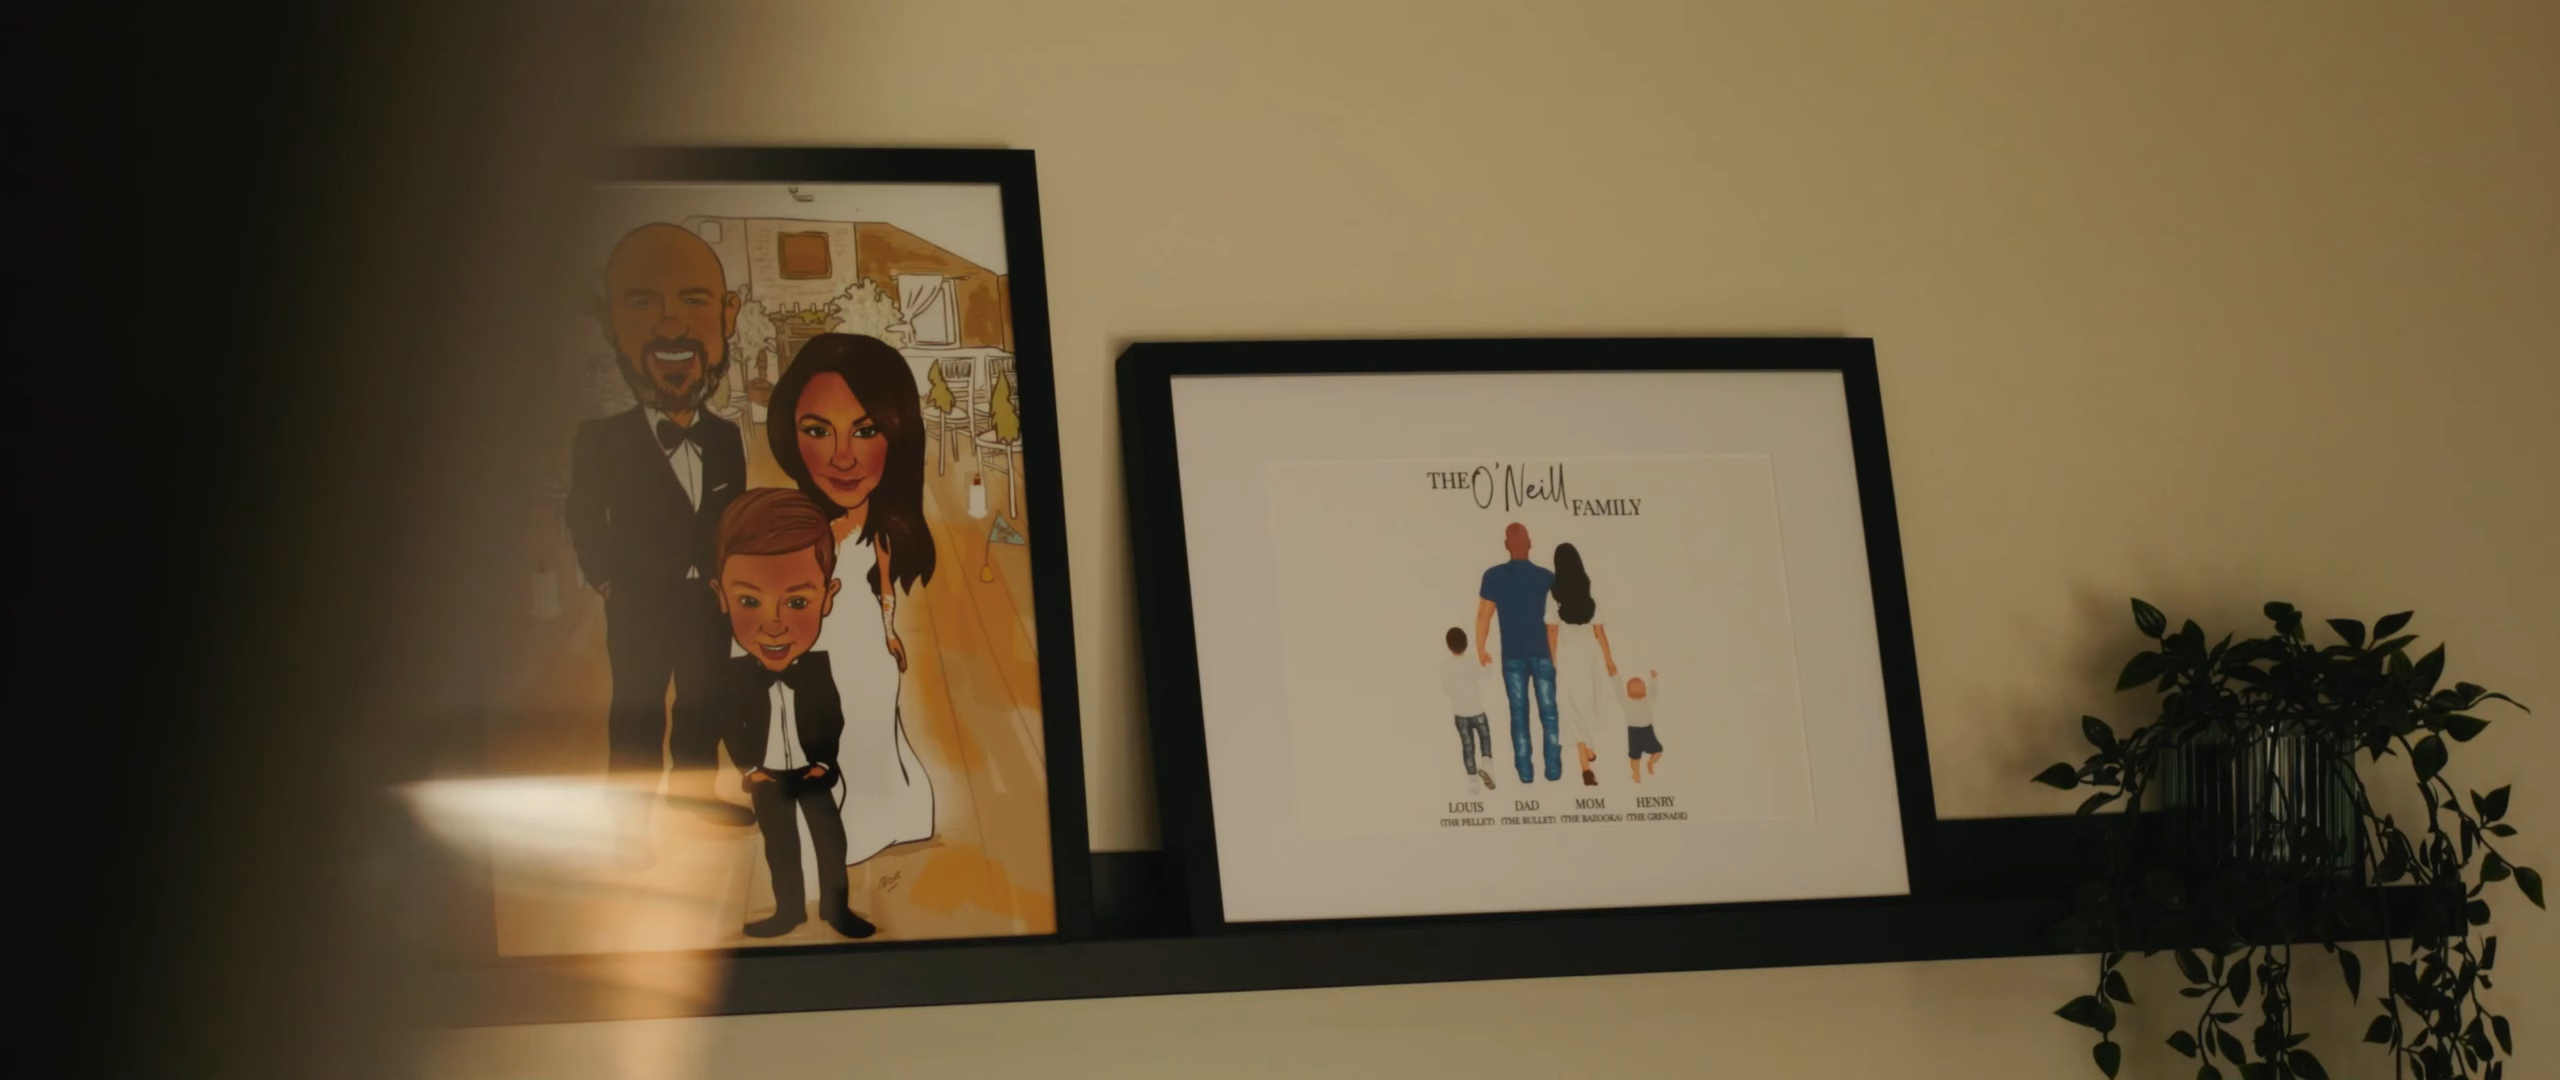 THE O'Neill FAMILY
LOUIS DAD MOM HENRY
(THE PELLET) (THE BULLET) (THE BAZOOKA) (THE GRENADE)